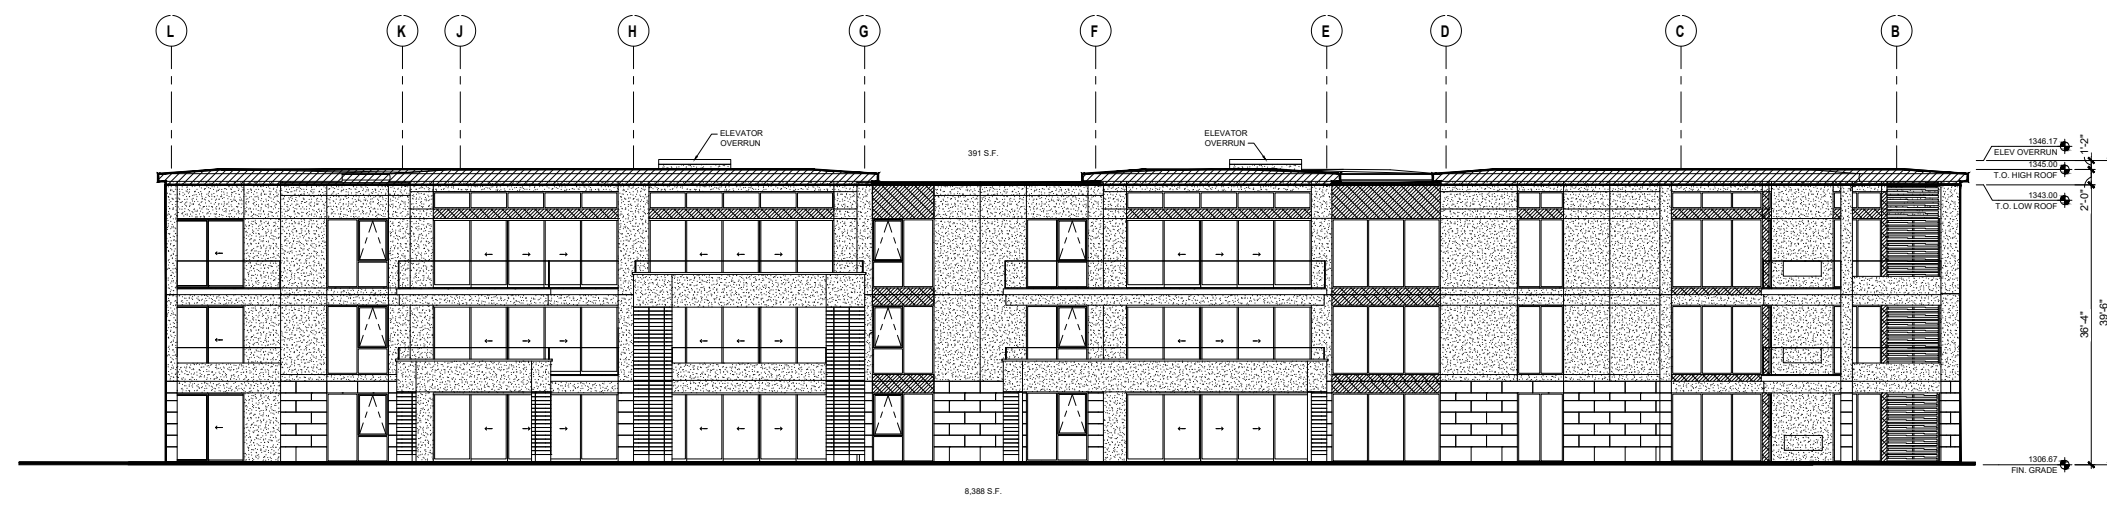 L K J H G F E D C B
ELEVATOR
OVERRUN
391 S.F.
ELEVATOR
OVERRUN
1346.17
ELEV OVERRUN
1345.00
T.O. HIGH ROOF
1343.00
T.O. LOW ROOF
1'-2"
2'-0"
36'-4"
39'-6"
1306.67
FIN. GRADE
8,388 S.F.